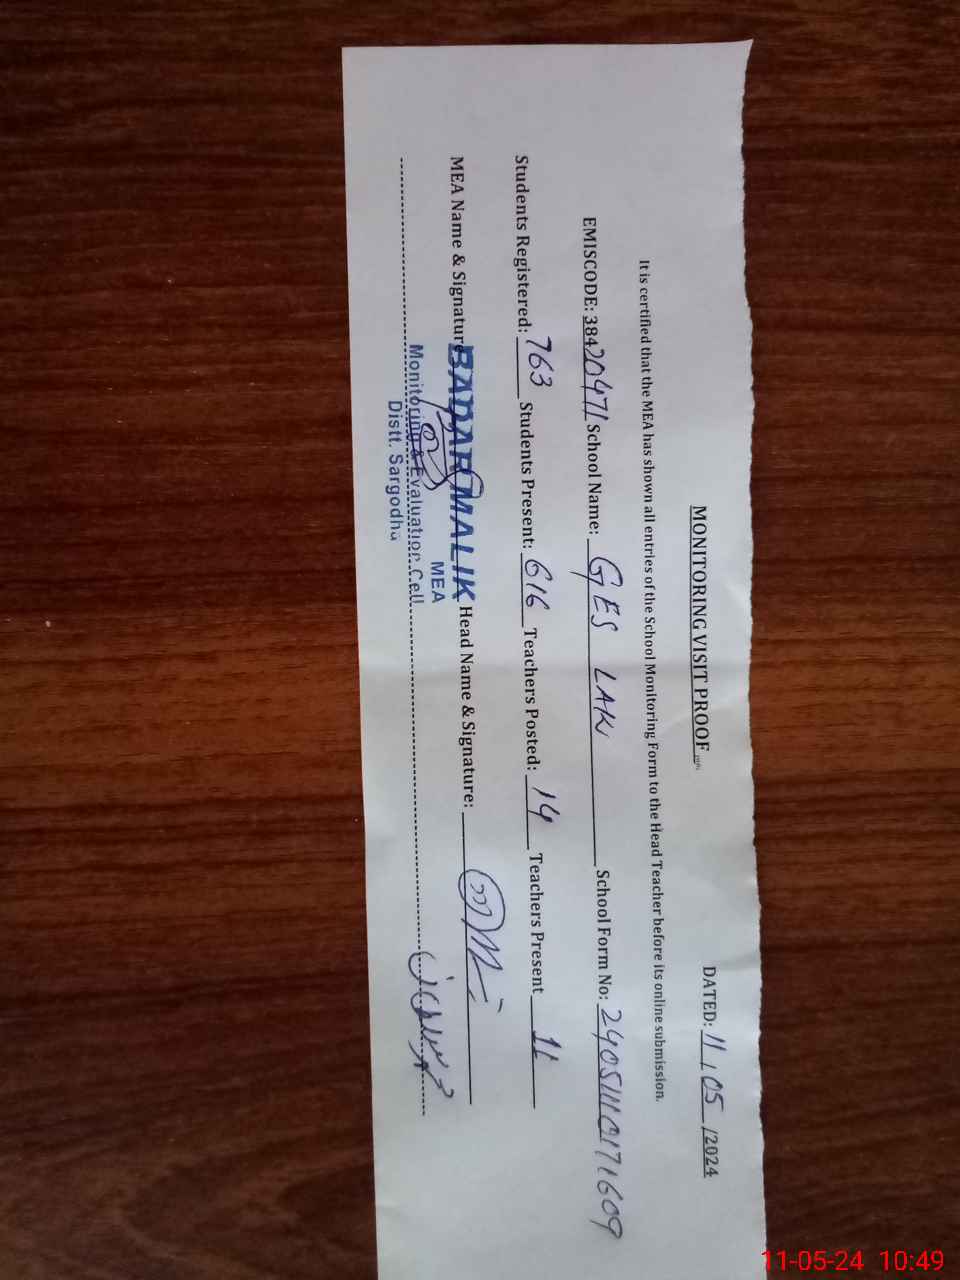 MONITORING VISIT PROOF
DATED: 11/05/2024
It is certified that the MEA has shown all entries of the School Monitoring Form to the Head Teacher before its online submission.
EMISCODE: 38420471 School Name: GES LAK School Form No:
Students Registered: 763 Students Present: 616 Teachers Posted: 14 Teachers Present 11
MEA Name & Signature BADAR MALIK Head Name & Signature:
MEA
Monitoring & Evaluation Cell
Distt. Sargodha
11-05-24 10:49